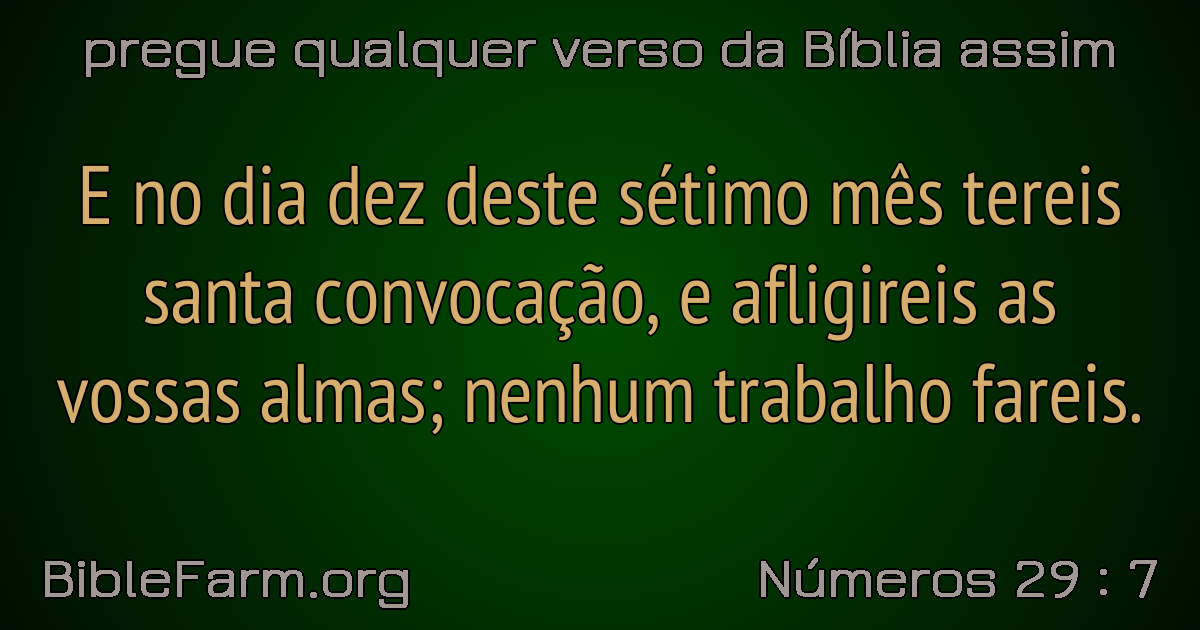 pregue qualquer verso da Bíblia assim
E no dia dez deste sétimo mês tereis
santa convocação, e afligireis as
vossas almas; nenhum trabalho fareis.
BibleFarm.org
Números 29 : 7